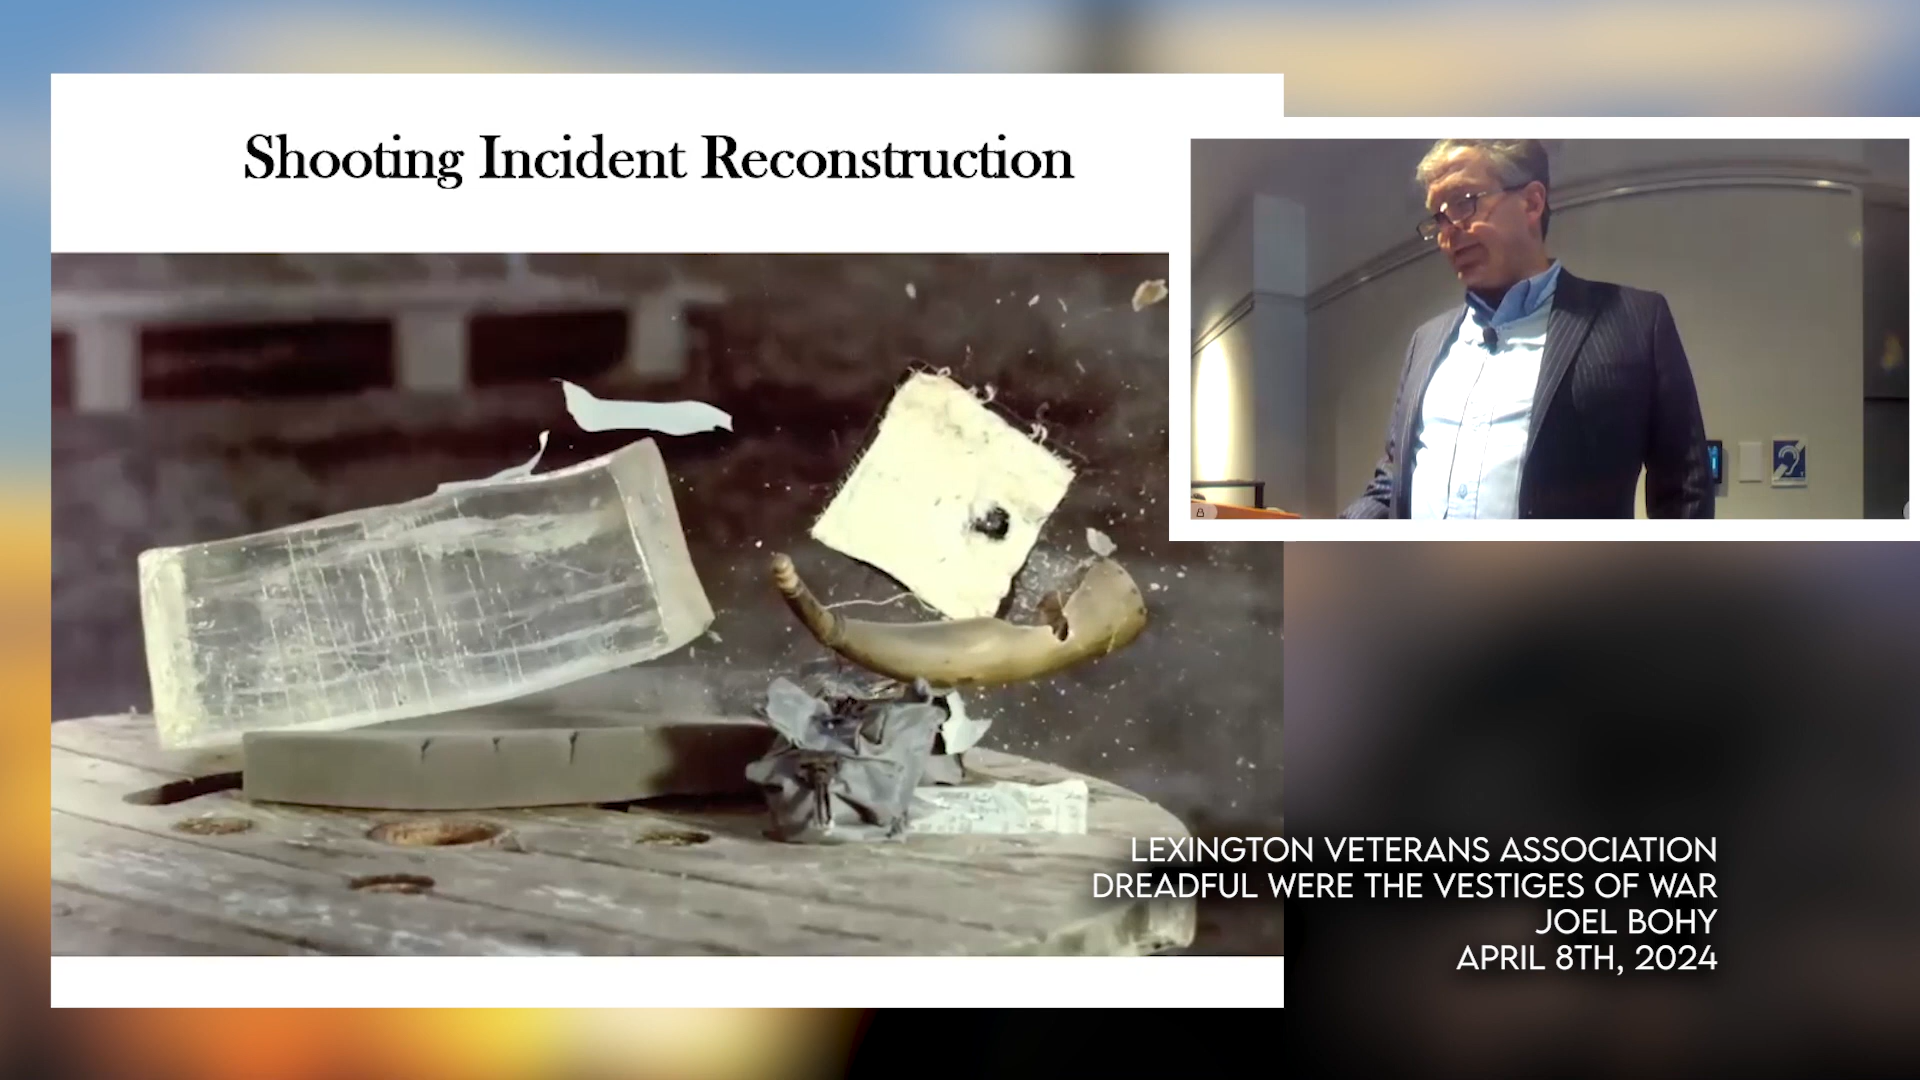 Shooting Incident Reconstruction
LEXINGTON VETERANS ASSOCIATION
DREADFUL WERE THE VESTIGES OF WAR
JOEL BOHY
APRIL 8TH, 2024